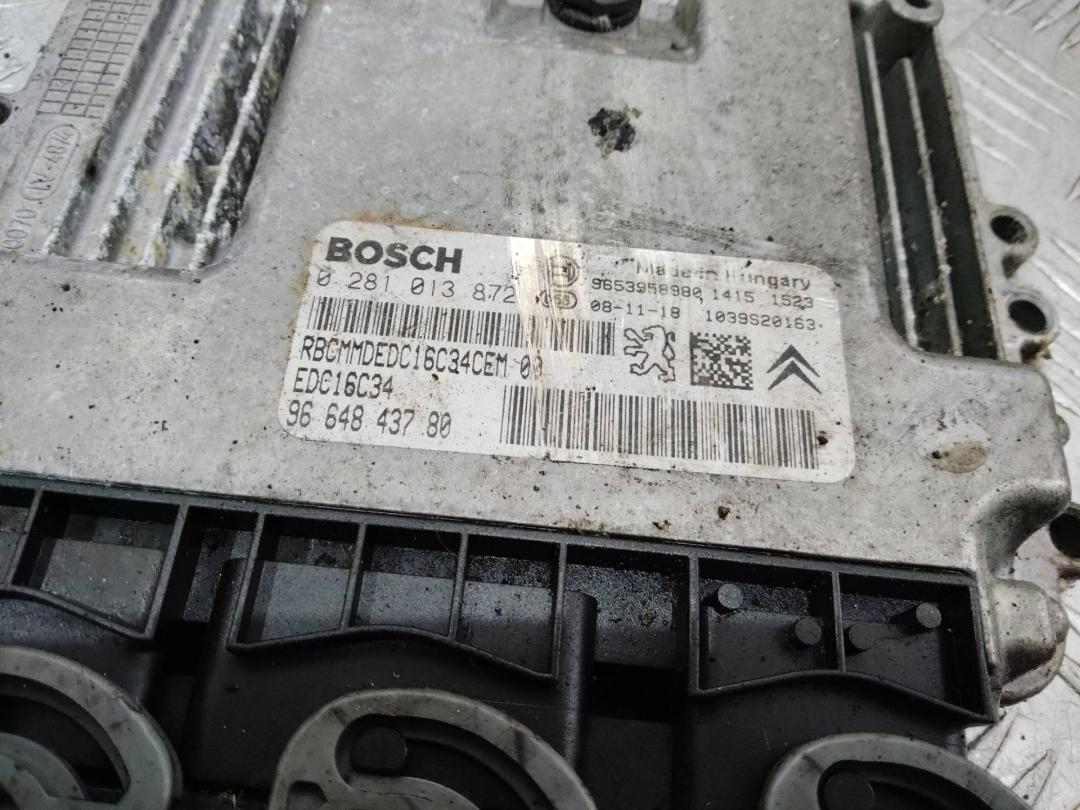 BOSCH
0 281 013 872
Made in Hungary
9653958980 1415 1523
08-11-18 1039S20163
RBCMMDEDC16C34CEM 00
EDC16C34
96 648 437 80